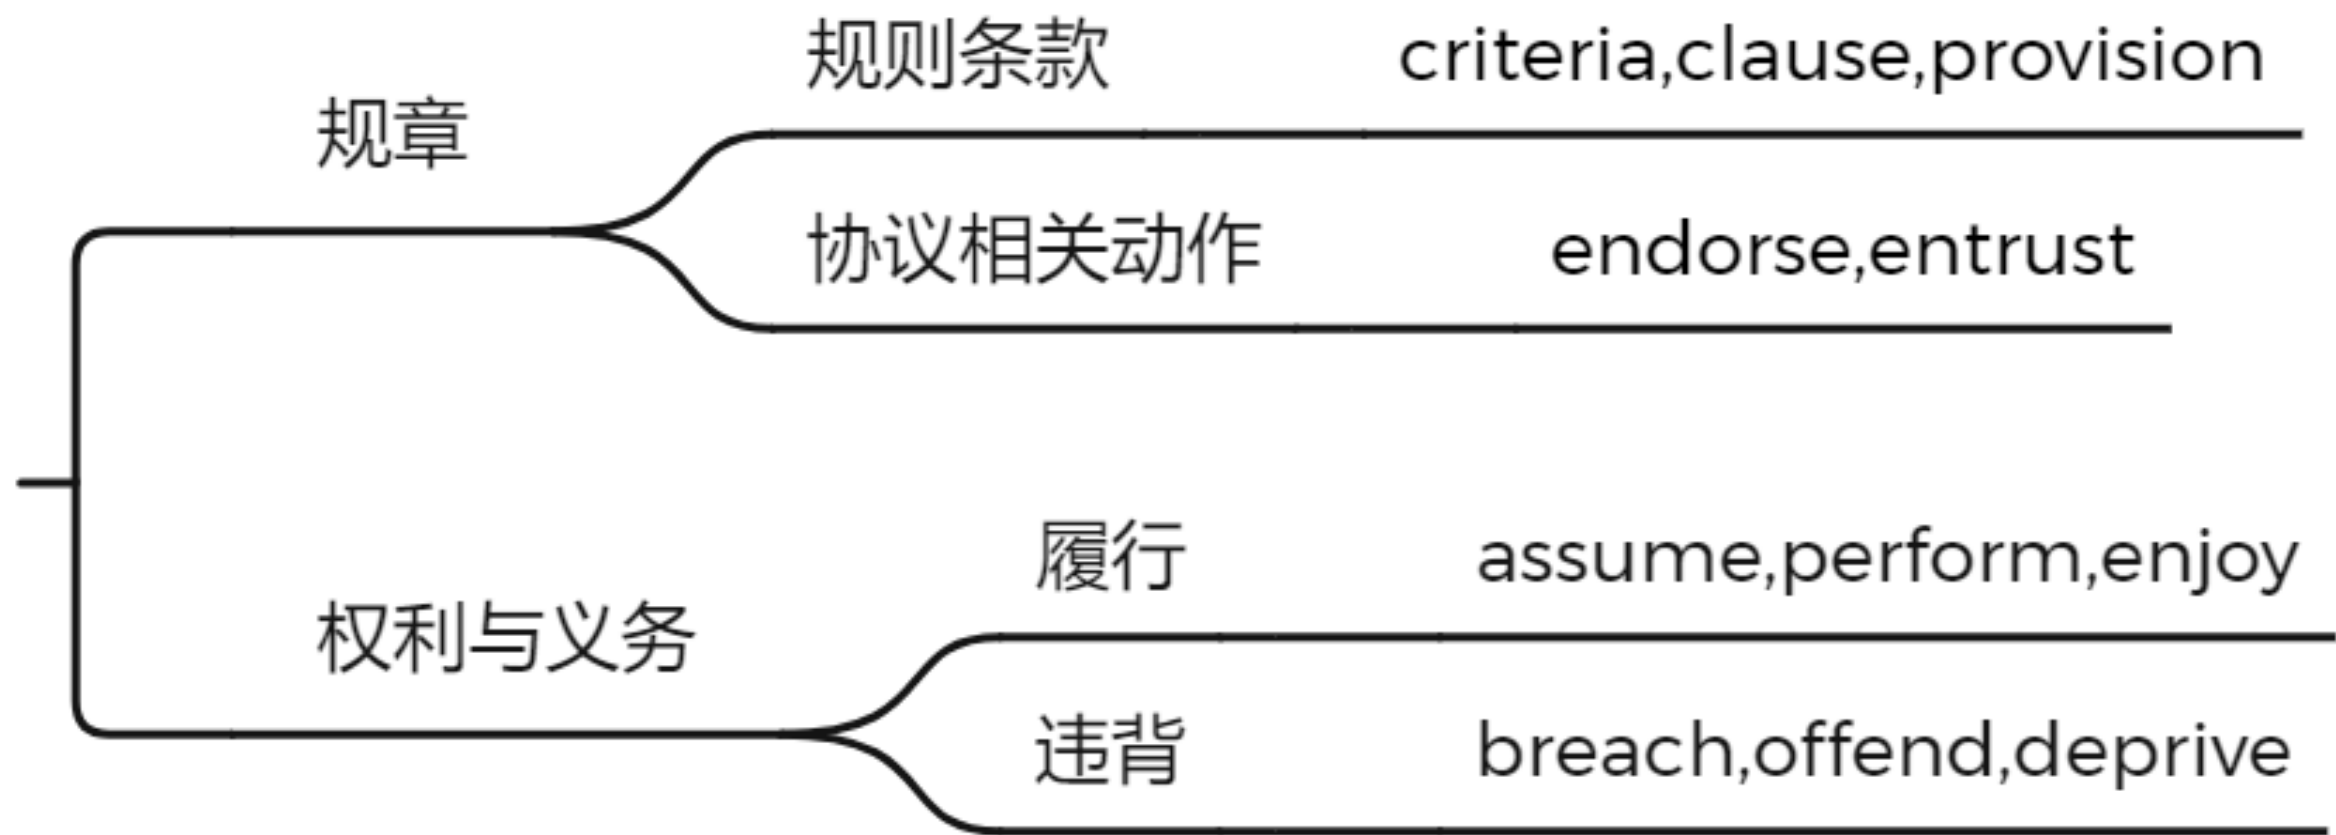 规章
规则条款 criteria,clause,provision
协议相关动作 endorse,entrust
权利与义务
履行 assume,perform,enjoy
违背 breach,offend,deprive